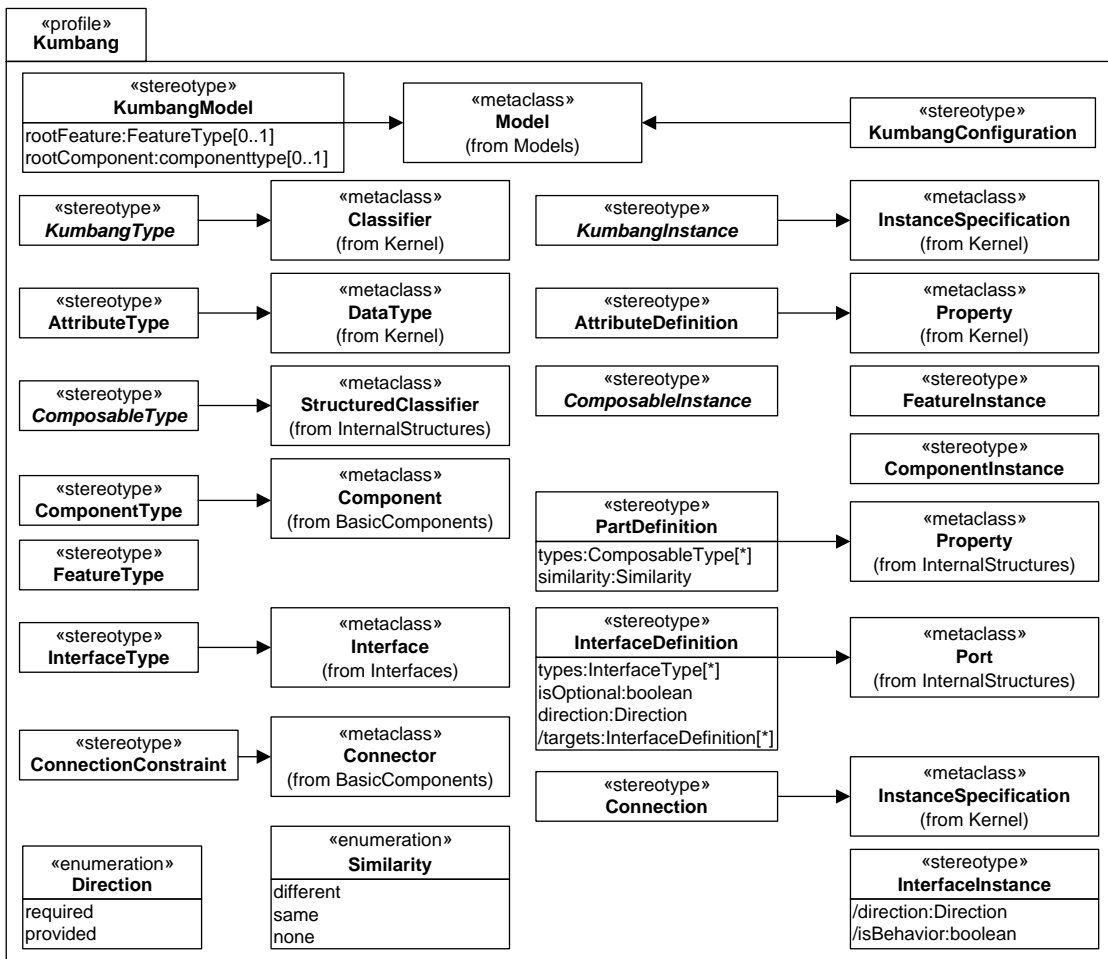 «profile»
Kumbang
«stereotype»
KumbangModel
rootFeature:FeatureType[0..1]
rootComponent:componenttype[0..1]
«metaclass»
Model
(from Models)
«stereotype»
KumbangConfiguration
«stereotype»
KumbangType
«metaclass»
Classifier
(from Kernel)
«stereotype»
KumbangInstance
«metaclass»
InstanceSpecification
(from Kernel)
«stereotype»
AttributeType
«metaclass»
DataType
(from Kernel)
«stereotype»
AttributeDefinition
«metaclass»
Property
(from Kernel)
«stereotype»
ComposableType
«metaclass»
StructuredClassifier
(from InternalStructures)
«stereotype»
ComposableInstance
«stereotype»
FeatureInstance
«stereotype»
ComponentInstance
«stereotype»
ComponentType
«metaclass»
Component
(from BasicComponents)
«stereotype»
PartDefinition
types:ComposableType[*]
similarity:Similarity
«metaclass»
Property
(from InternalStructures)
«stereotype»
FeatureType
«stereotype»
InterfaceType
«metaclass»
Interface
(from Interfaces)
«stereotype»
InterfaceDefinition
types:InterfaceType[*]
isOptional:boolean
direction:Direction
/targets:InterfaceDefinition[*]
«metaclass»
Port
(from InternalStructures)
«stereotype»
ConnectionConstraint
«metaclass»
Connector
(from BasicComponents)
«stereotype»
Connection
«metaclass»
InstanceSpecification
(from Kernel)
«enumeration»
Direction
required
provided
«enumeration»
Similarity
different
same
none
«stereotype»
InterfaceInstance
/direction:Direction
/isBehavior:boolean